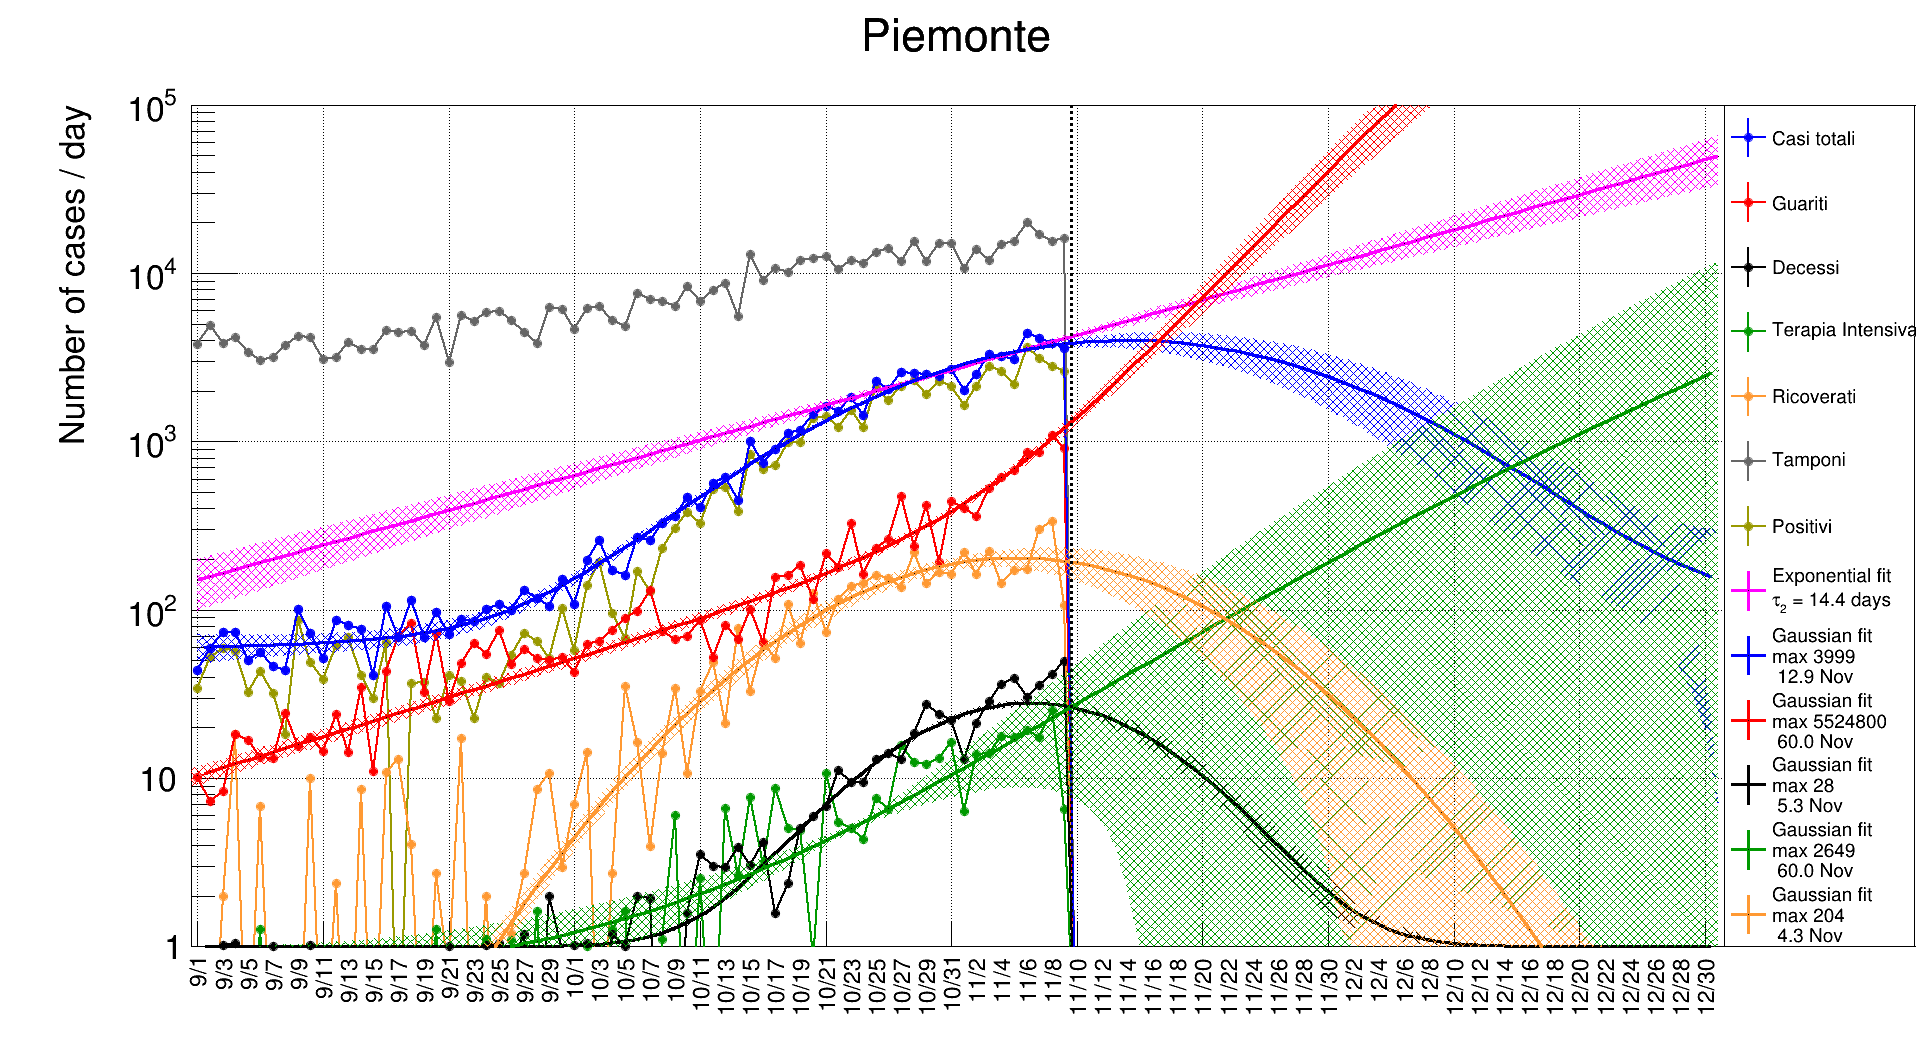 Piemonte
Number of cases / day
10⁵
10⁴
10³
10²
10
1
9/1 9/3 9/5 9/7 9/9 9/11 9/13 9/15 9/17 9/19 9/21 9/23 9/25 9/27 9/29 10/1 10/3 10/5 10/7 10/9 10/11 10/13 10/15 10/17 10/19 10/21 10/23 10/25 10/27 10/29 10/31 11/2 11/4 11/6 11/8 11/10 11/12 11/14 11/16 11/18 11/20 11/22 11/24 11/26 11/28 11/30 12/2 12/4 12/6 12/8 12/10 12/12 12/14 12/16 12/18 12/20 12/22 12/24 12/26 12/28 12/30
Casi totali
Guariti
Decessi
Terapia Intensiva
Ricoverati
Tamponi
Positivi
Exponential fit
τ₂ = 14.4 days
Gaussian fit
max 3999
12.9 Nov
Gaussian fit
max 5524800
60.0 Nov
Gaussian fit
max 28
5.3 Nov
Gaussian fit
max 2649
60.0 Nov
Gaussian fit
max 204
4.3 Nov